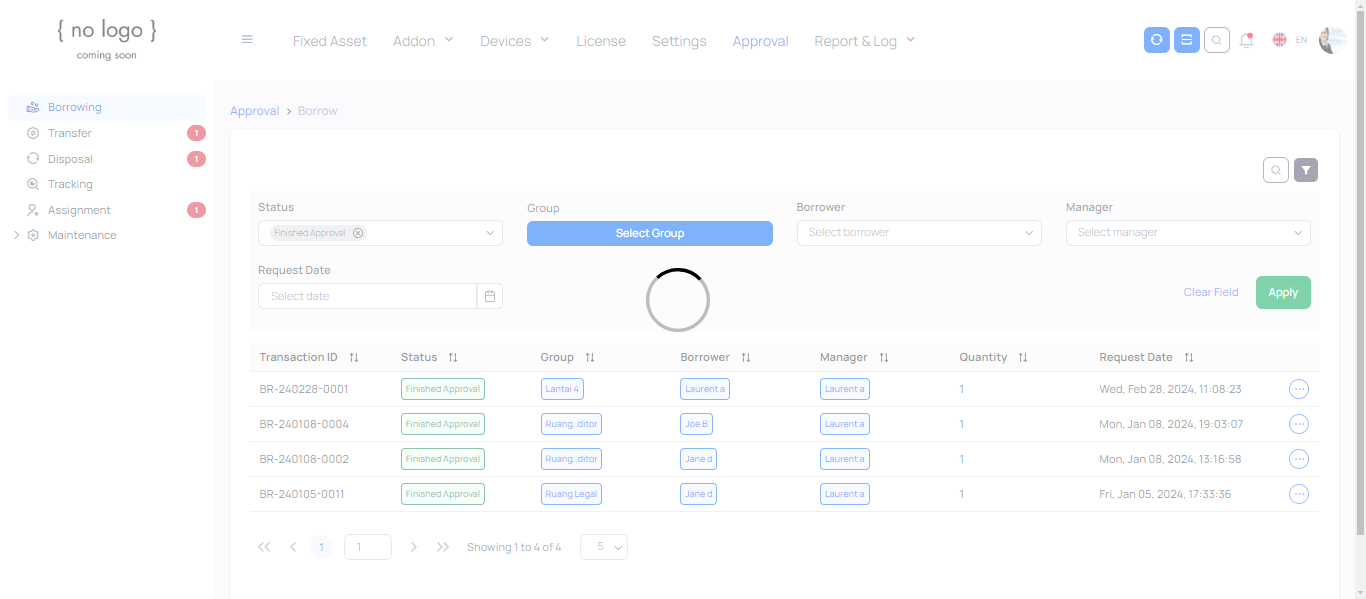 { no logo }
coming soon
Fixed Asset Addon Devices License Settings Approval Report & Log EN
Borrowing
Transfer 1
Disposal 1
Tracking
Assignment 1
Maintenance
Approval > Borrow
Status Group Borrower Manager
Finished Approval Select Group Select borrower Select manager
Request Date
Select date Clear Field Apply
Transaction ID Status Group Borrower Manager Quantity Request Date
BR-240228-0001 Finished Approval Lantai 4 Laurent a Laurent a 1 Wed, Feb 28, 2024, 11:08:23
BR-240108-0004 Finished Approval Ruang..ditor Joe B Laurent a 1 Mon, Jan 08, 2024, 19:03:07
BR-240108-0002 Finished Approval Ruang..ditor Jane d Laurent a 1 Mon, Jan 08, 2024, 13:16:58
BR-240105-0011 Finished Approval Ruang Legal Jane d Laurent a 1 Fri, Jan 05, 2024, 17:33:36
1 1 Showing 1 to 4 of 4 5